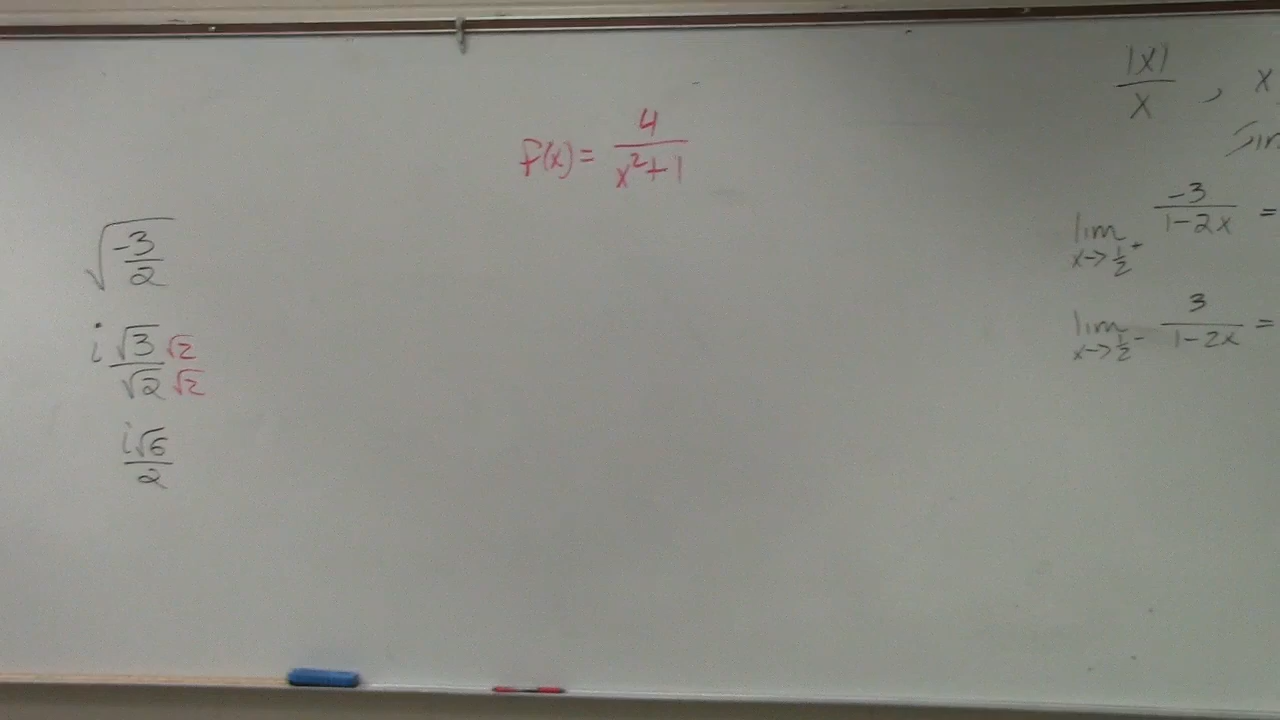 f(x) = 4/(x²+1)
√(-3/2)
i √3 √2 / √2 √2
i√6 / 2
|x|/x , x
lim x→½⁺ -3/(1-2x) =
lim x→½⁻ 3/(1-2x) =